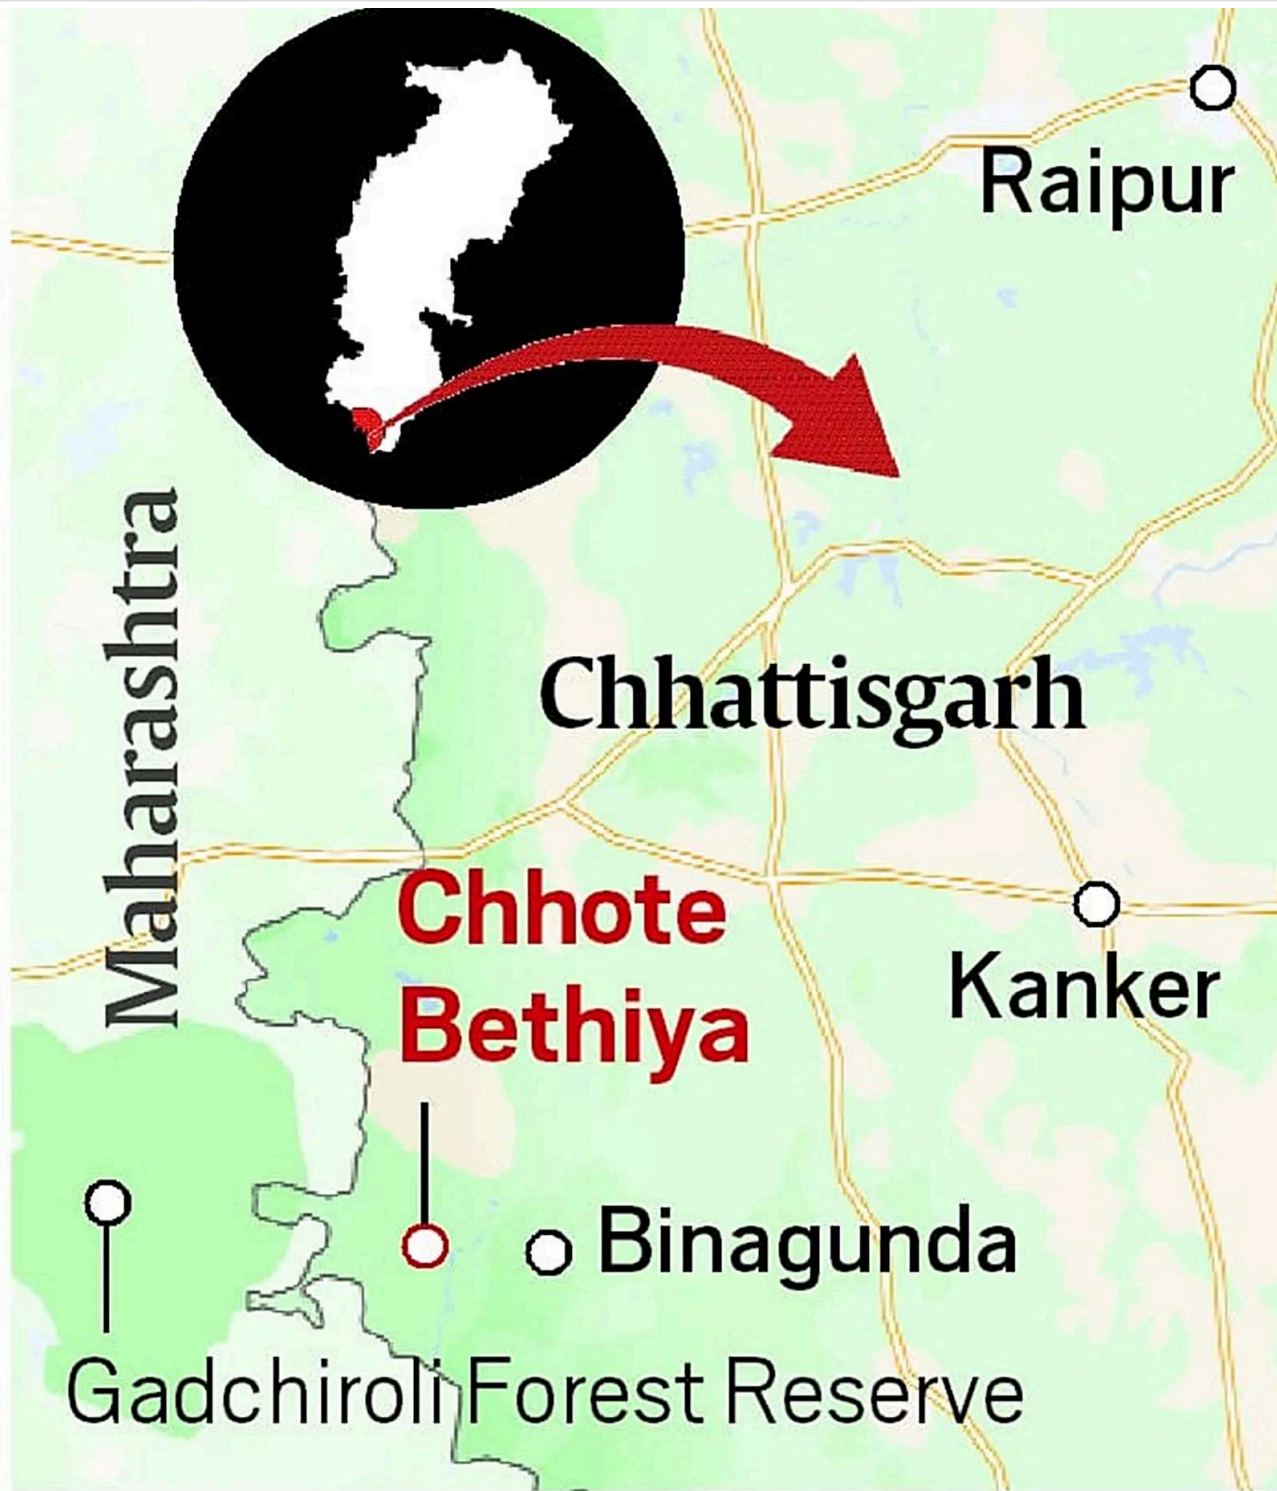 Raipur
Maharashtra
Chhattisgarh
Chhote
Bethiya
Kanker
Binagunda
Gadchiroli Forest Reserve